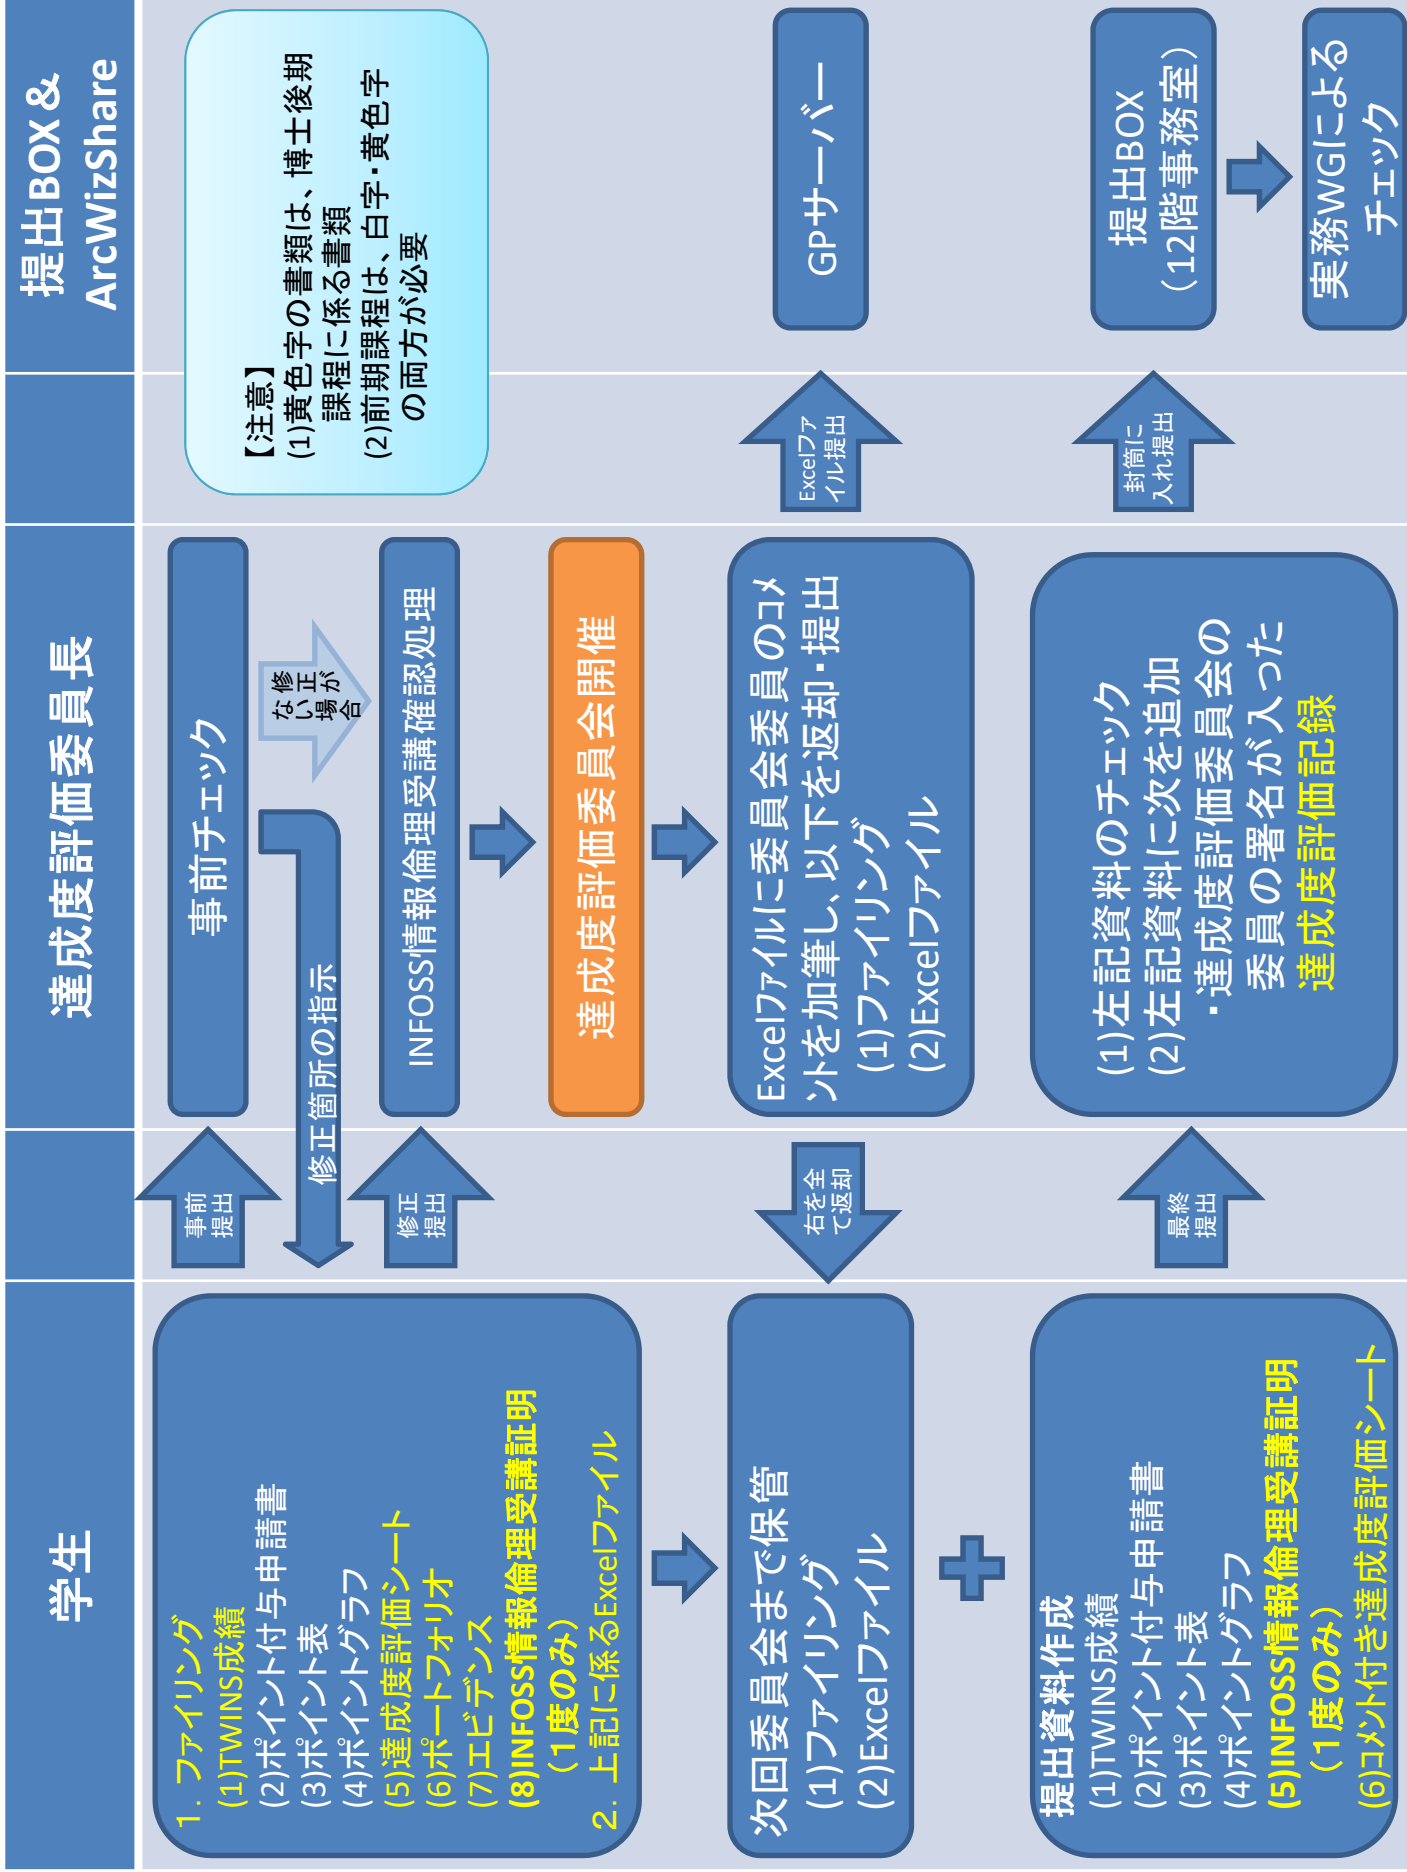 学生
達成度評価委員長
提出BOX &
ArcWizShare
1. ファイリング
(1)TWINS成績
(2)ポイント付与申請書
(3)ポイント表
(4)ポイントグラフ
(5)達成度評価シート
(6)ポートフォリオ
(7)エビデンス
(8)INFOSS情報倫理受講証明
（1度のみ）
2. 上記に係るExcelファイル
事前
提出
修正箇所の指示
修正
提出
事前チェック
修正が
ない場
合
INFOSS情報倫理受講確認処理
達成度評価委員会開催
【注意】
(1)黄色字の書類は、博士後期
課程に係る書類
(2)前期課程は、白字・黄色字
の両方が必要
次回委員会まで保管
(1)ファイリング
(2)Excelファイル
右を全
て返却
Excelファイルに委員会委員のコメ
ントを加筆し、以下を返却・提出
(1)ファイリング
(2)Excelファイル
Excelファ
イル提出
GPサーバー
提出資料作成
(1)TWINS成績
(2)ポイント付与申請書
(3)ポイント表
(4)ポイントグラフ
(5)INFOSS情報倫理受講証明
（1度のみ）
(6)コメント付き達成度評価シート
最終
提出
(1)左記資料のチェック
(2)左記資料に次を追加
・達成度評価委員会の
委員の署名が入った
達成度評価記録
封筒に
入れ提出
提出BOX
（12階事務室）
実務WGによる
チェック